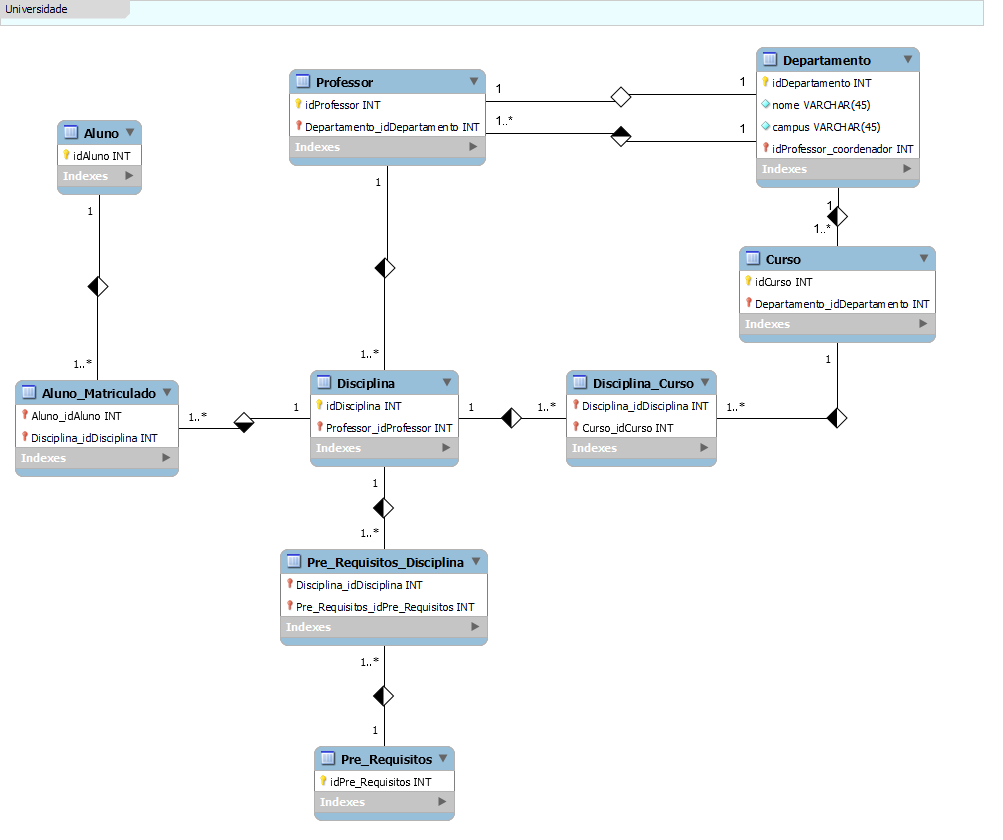 Universidade
Professor
idProfessor INT
Departamento_idDepartamento INT
Indexes
1
1..*
1
1
1
Departamento
idDepartamento INT
nome VARCHAR(45)
campus VARCHAR(45)
idProfessor_coordenador INT
Indexes
1
1..*
Aluno
idAluno INT
Indexes
1
1..*
Curso
idCurso INT
Departamento_idDepartamento INT
Indexes
1
1..*
Aluno_Matriculado
Aluno_idAluno INT
Disciplina_idDisciplina INT
Indexes
1..*
1
Disciplina
idDisciplina INT
Professor_idProfessor INT
Indexes
1
1..*
Disciplina_Curso
Disciplina_idDisciplina INT
Curso_idCurso INT
Indexes
1..*
1
1..*
Pre_Requisitos_Disciplina
Disciplina_idDisciplina INT
Pre_Requisitos_idPre_Requisitos INT
Indexes
1..*
1
Pre_Requisitos
idPre_Requisitos INT
Indexes